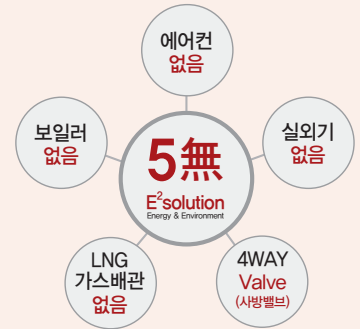 에어컨
없음
보일러
없음
5無
E²solution
Energy & Environment
실외기
없음
LNG
가스배관
없음
4WAY
Valve
(사방밸브)